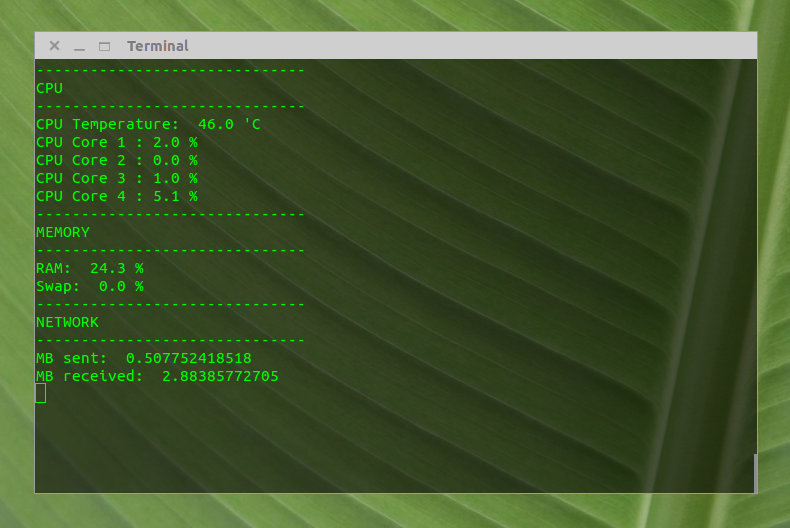 Terminal
------------------------------
CPU
------------------------------
CPU Temperature:  46.0 'C
CPU Core 1 : 2.0 %
CPU Core 2 : 0.0 %
CPU Core 3 : 1.0 %
CPU Core 4 : 5.1 %
------------------------------
MEMORY
------------------------------
RAM:  24.3 %
Swap:  0.0 %
------------------------------
NETWORK
------------------------------
MB sent:  0.507752418518
MB received:  2.88385772705